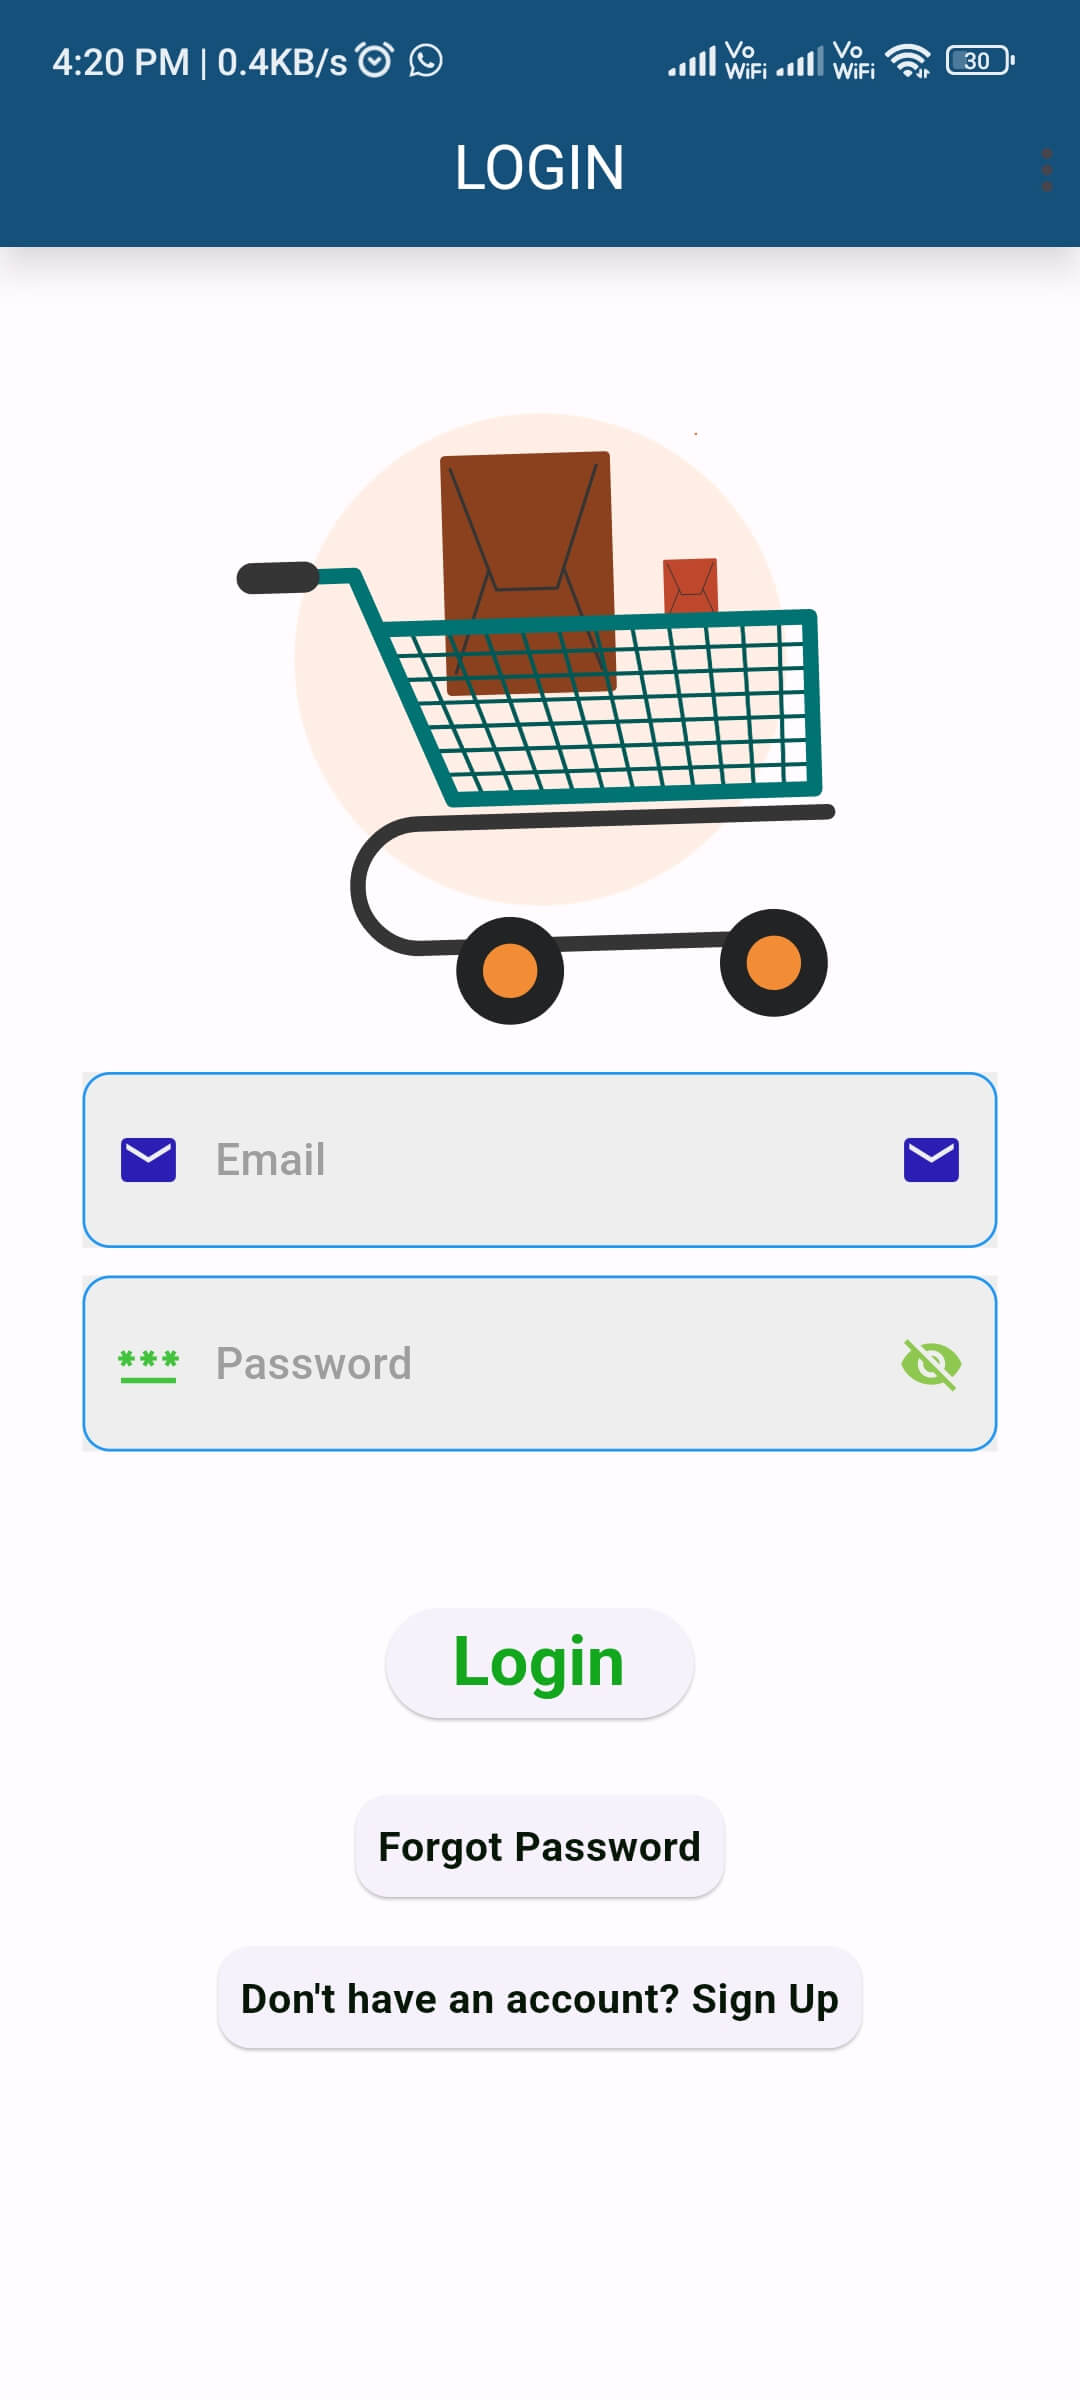 4:20 PM | 0.4KB/s Vo WiFi Vo WiFi 30
LOGIN
Email
*** Password
Login
Forgot Password
Don't have an account? Sign Up